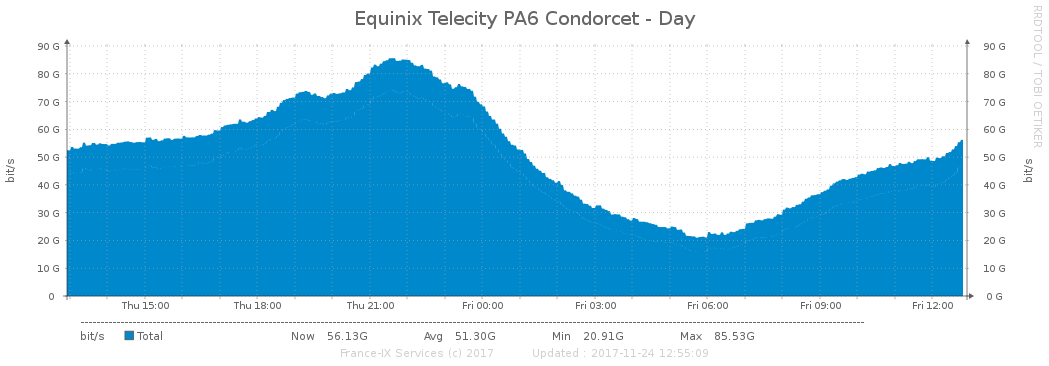 Equinix Telecity PA6 Condorcet - Day
RRDTOOL / TOBI OETIKER
90 G 90 G
80 G 80 G
70 G 70 G
60 G 60 G
50 G 50 G
40 G 40 G
30 G 30 G
20 G 20 G
10 G 10 G
0 0 G
bit/s
bit/s
Thu 15:00 Thu 18:00 Thu 21:00 Fri 00:00 Fri 03:00 Fri 06:00 Fri 09:00 Fri 12:00
bit/s Total Now 56.13G Avg 51.30G Min 20.91G Max 85.53G
France-IX Services (c) 2017 Updated : 2017-11-24 12:55:09